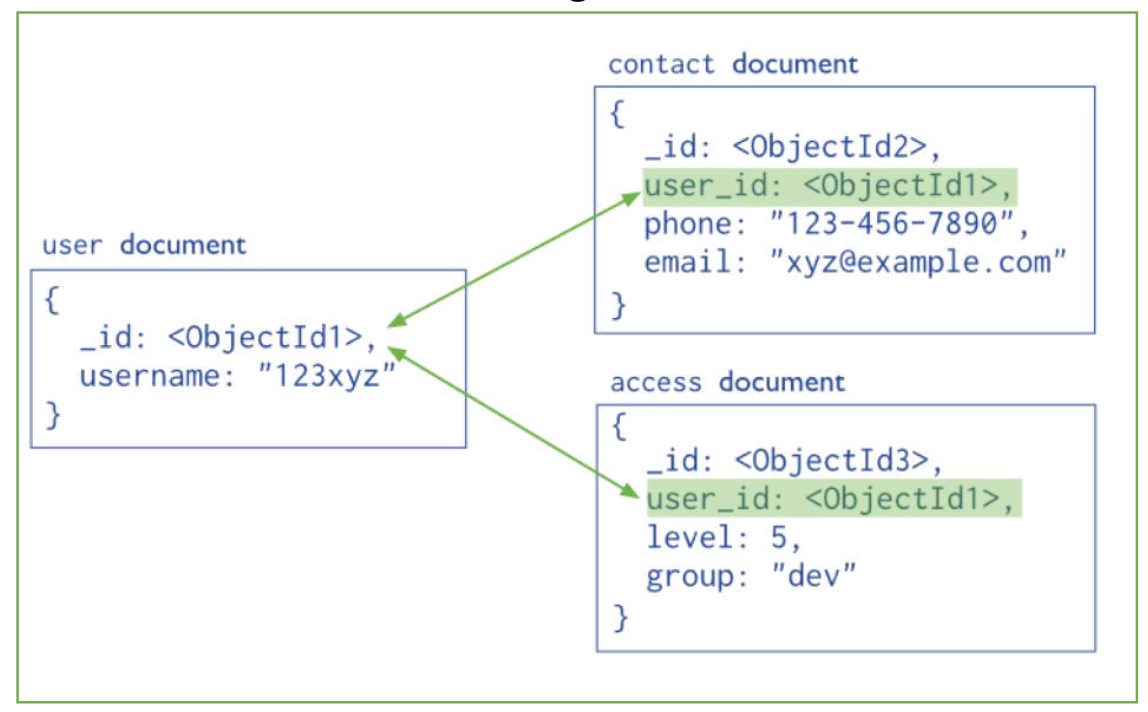 user document
{
_id: <ObjectId1>,
username: "123xyz"
}
contact document
{
_id: <ObjectId2>,
user_id: <ObjectId1>,
phone: "123-456-7890",
email: "xyz@example.com"
}
access document
{
_id: <ObjectId3>,
user_id: <ObjectId1>,
level: 5,
group: "dev"
}